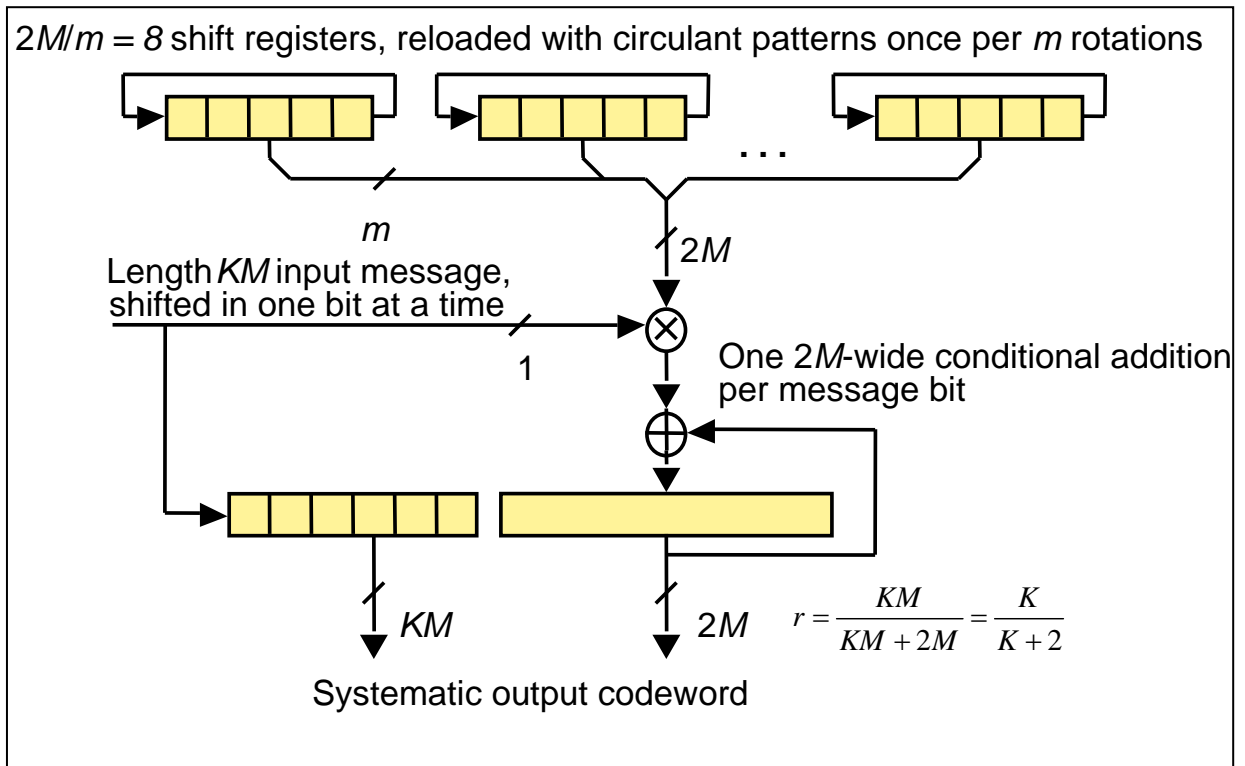 2M/m = 8 shift registers, reloaded with circulant patterns once per m rotations
. . .
m
2M
Length KM input message,
shifted in one bit at a time
1
One 2M-wide conditional addition
per message bit
KM
2M
r = KM / (KM + 2M) = K / (K + 2)
Systematic output codeword